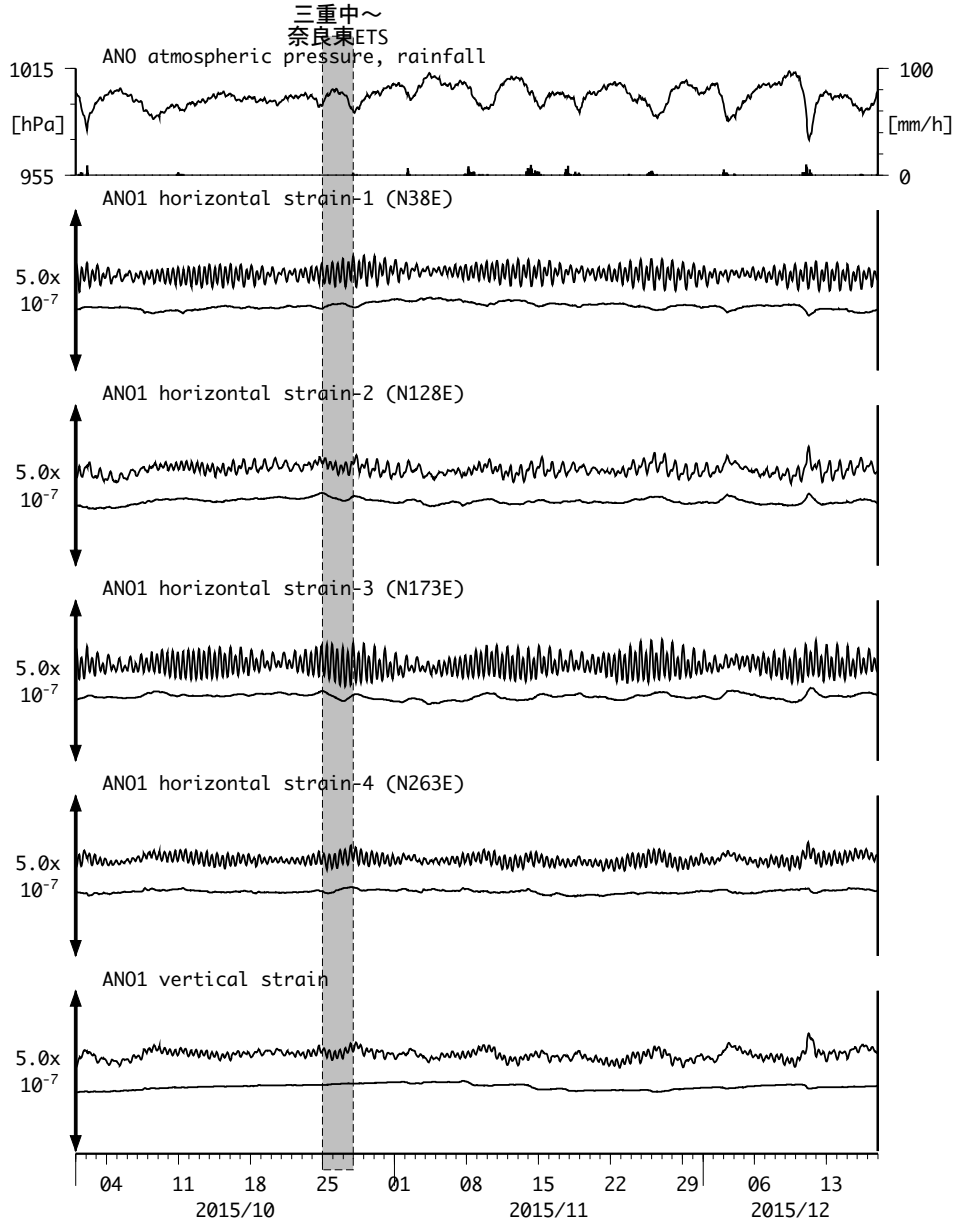 三重中～
奈良東ETS
ANO atmospheric pressure, rainfall
1015
100
[hPa]
[mm/h]
955
0
ANO1 horizontal strain-1 (N38E)
5.0x
10-7
ANO1 horizontal strain-2 (N128E)
5.0x
10-7
ANO1 horizontal strain-3 (N173E)
5.0x
10-7
ANO1 horizontal strain-4 (N263E)
5.0x
10-7
ANO1 vertical strain
5.0x
10-7
04 11 18 25 01 08 15 22 29 06 13
2015/10 2015/11 2015/12